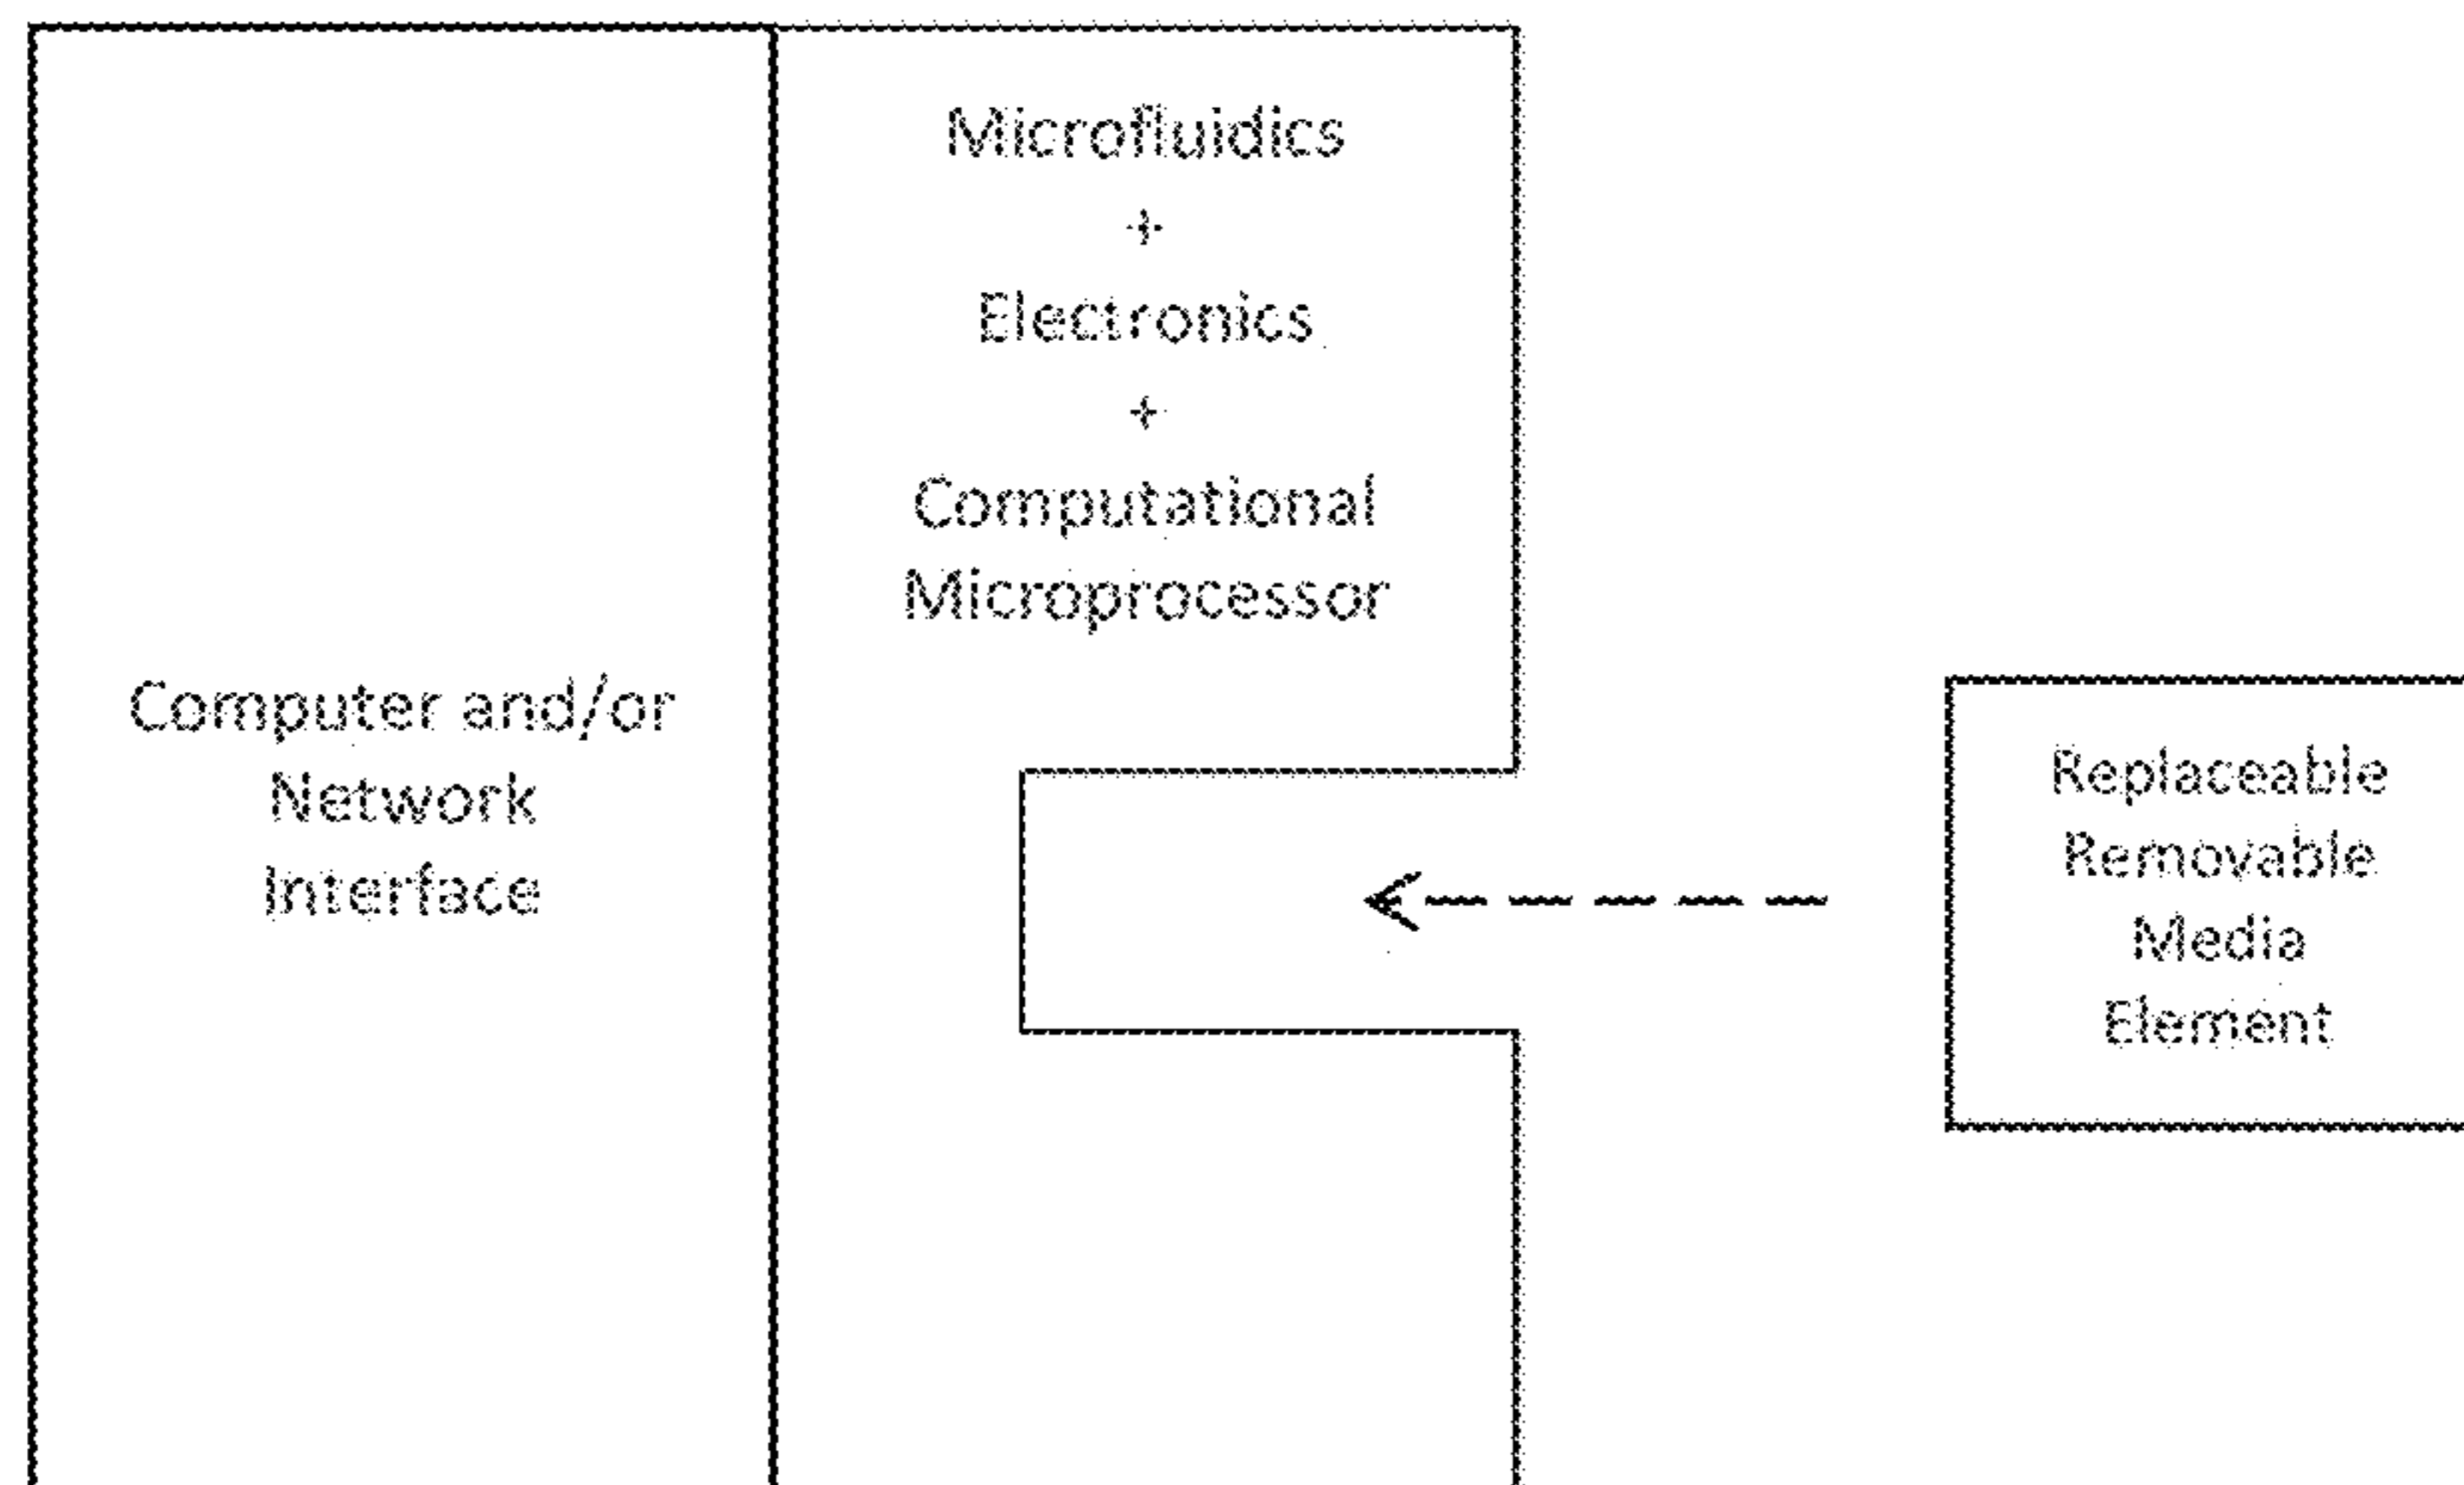 Microfluidics
+
Electronics
+
Computational
Microprocessor
Computer and/or
Network
Interface
Replaceable
Removable
Media
Element